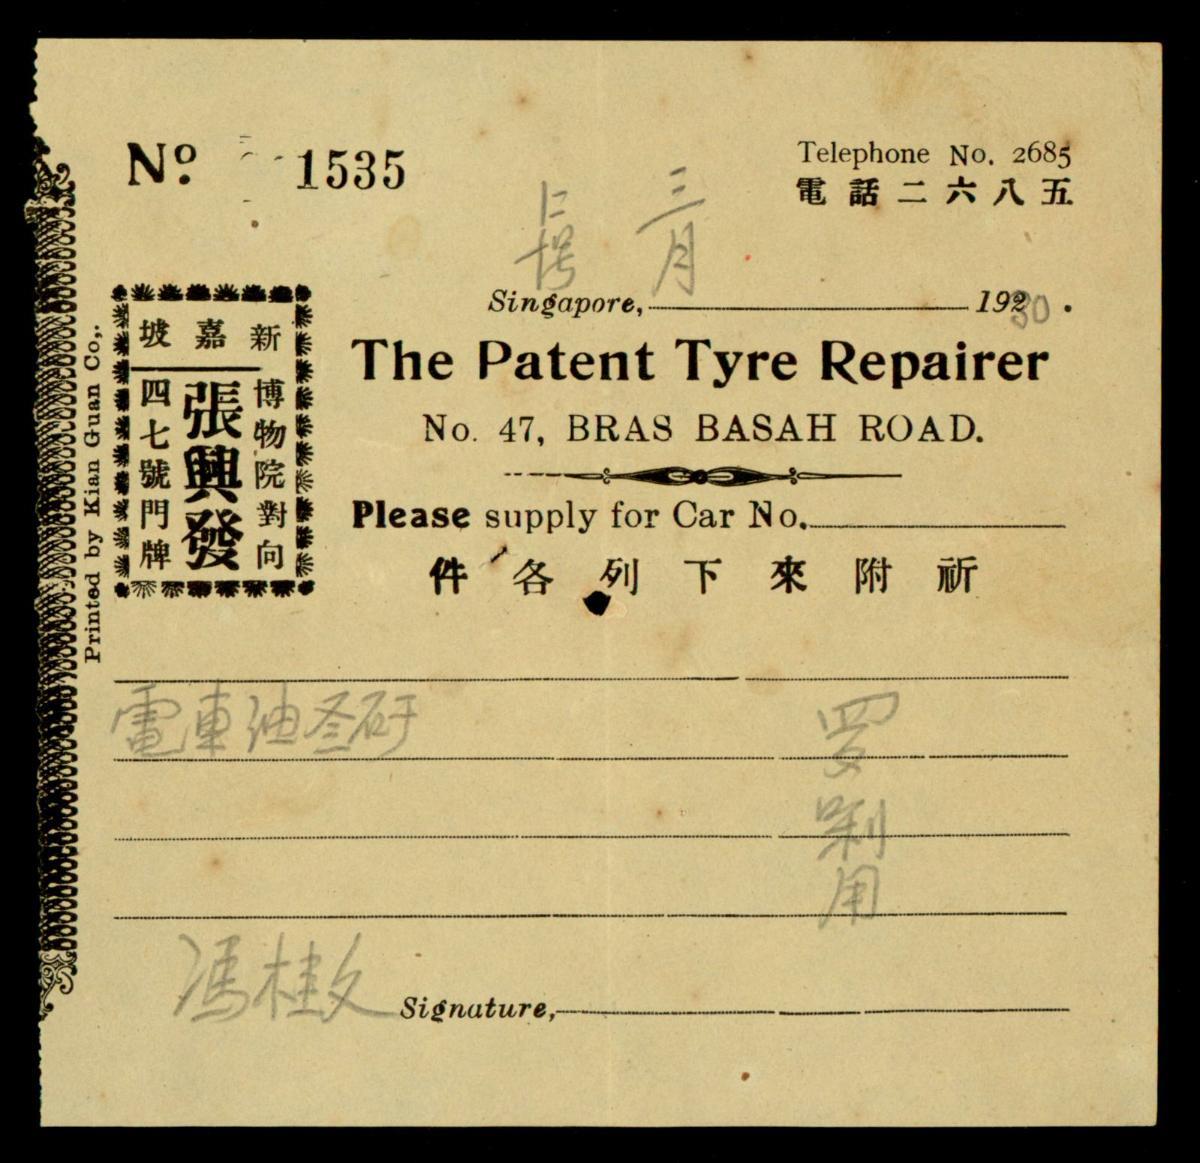 No. 1535
Telephone No. 2685
電話二六八五
三月
Singapore, 1920 30.
新嘉坡
博物院對向
張興發
四七號門牌
The Patent Tyre Repairer
No. 47, BRAS BASAH ROAD.
Please supply for Car No.
祈附來下列各件
電車油
用
馮桂
Signature,
Printed by Kian Guan Co,.